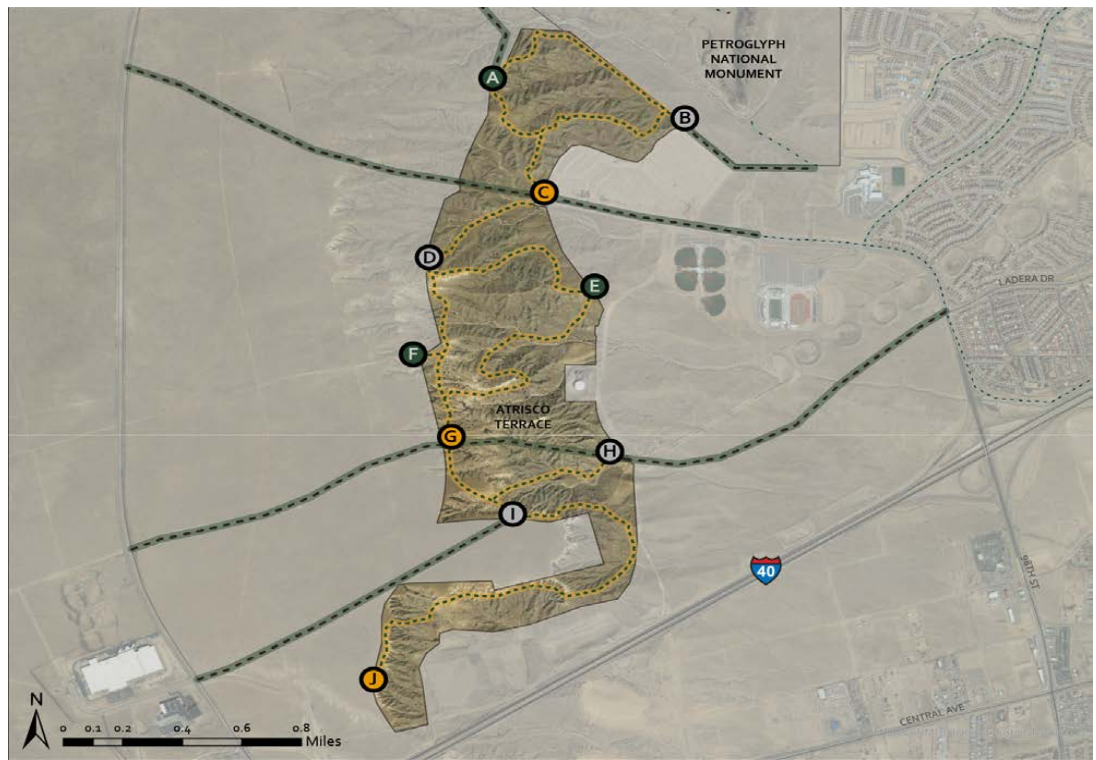 PETROGLYPH
NATIONAL
MONUMENT
A
B
C
D
E
LADERA DR
F
ATRISCO
TERRACE
G
H
I
40
98TH ST
J
CENTRAL AVE
N
0 0.1 0.2 0.4 0.6 0.8
Miles